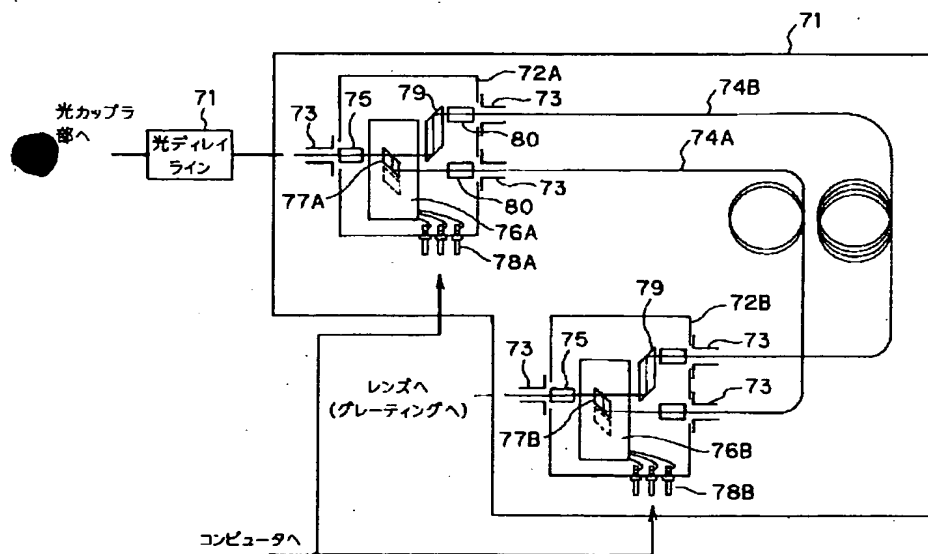 71
72A
79
73
74B
光カップラ
部へ
71
光ディレイ
ライン
73
75
74A
77A
80
73
76A
78A
72B
79
73
75
73
レンズへ
(グレーティングへ)
73
77B
76B
78B
コンピュータへ